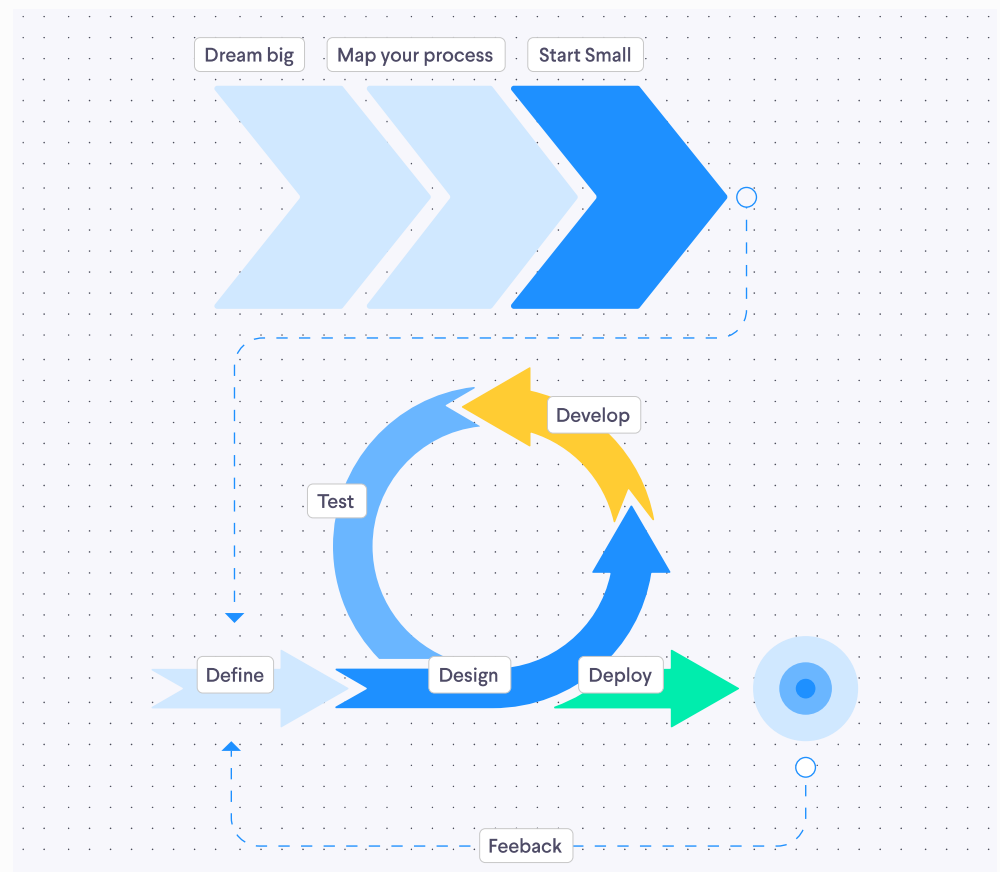 Dream big
Map your process
Start Small
Develop
Test
Define
Design
Deploy
Feeback